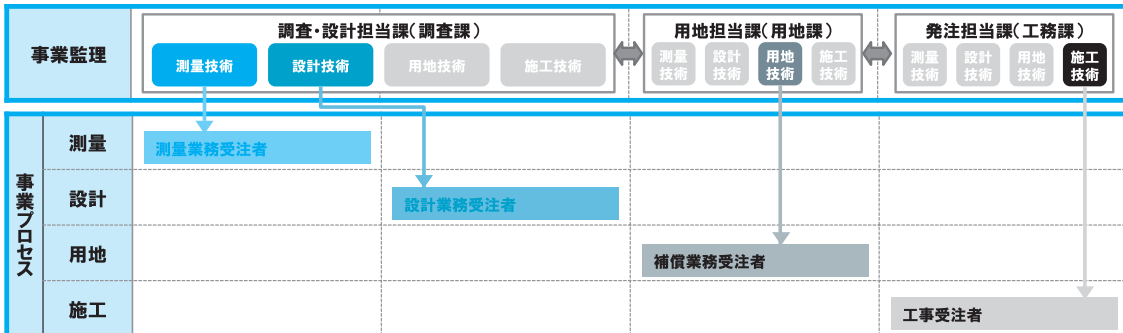 事業監理
調査・設計担当課(調査課)
測量技術
設計技術
用地技術
施工技術
用地担当課(用地課)
測量
技術
設計
技術
用地
技術
施工
技術
発注担当課(工務課)
測量
技術
設計
技術
用地
技術
施工
技術
事業プロセス
測量
測量業務受注者
設計
設計業務受注者
用地
補償業務受注者
施工
工事受注者